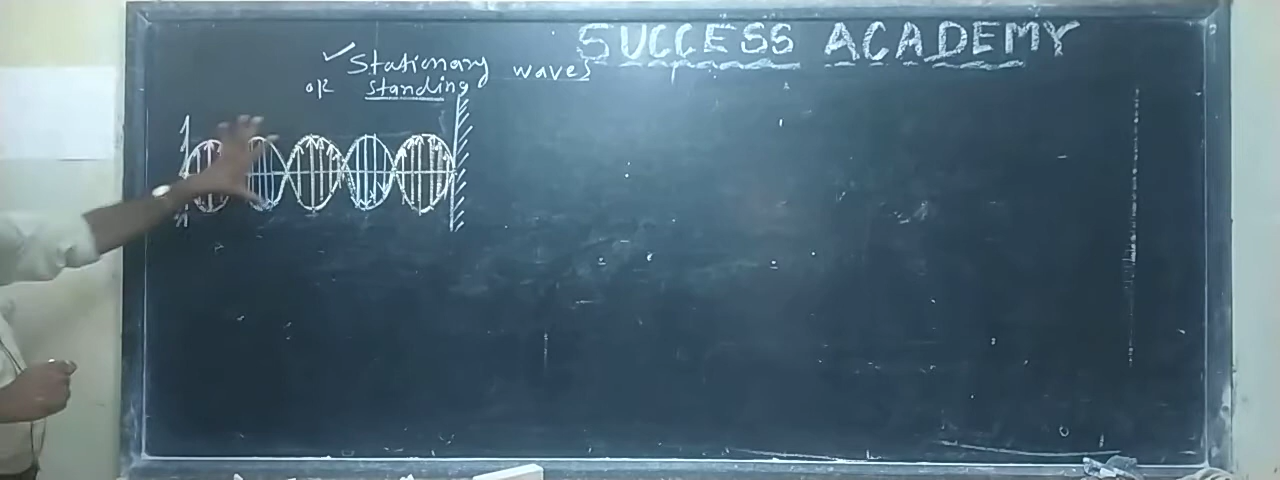 SUCCESS ACADEMY
✓ Stationary waves
or standing